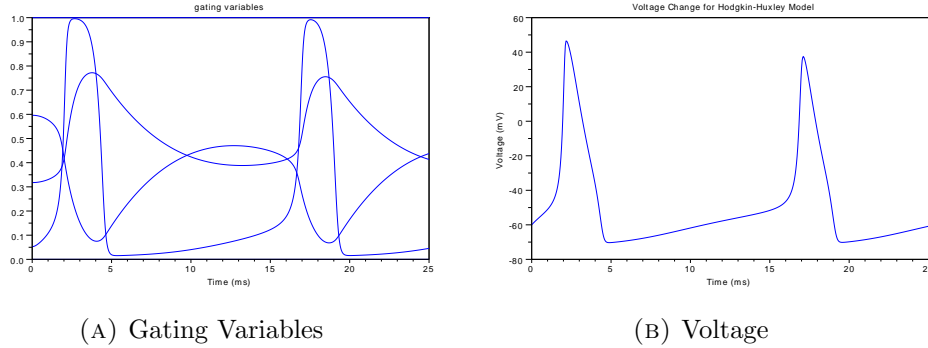 gating variables
1.0
0.9
0.8
0.7
0.6
0.5
0.4
0.3
0.2
0.1
0.0
0 5 10 15 20 25
Time (ms)
(A) Gating Variables
Voltage Change for Hodgkin-Huxley Model
Voltage (mV)
60
40
20
0
-20
-40
-60
-80
0 5 10 15 20 25
Time (ms)
(B) Voltage